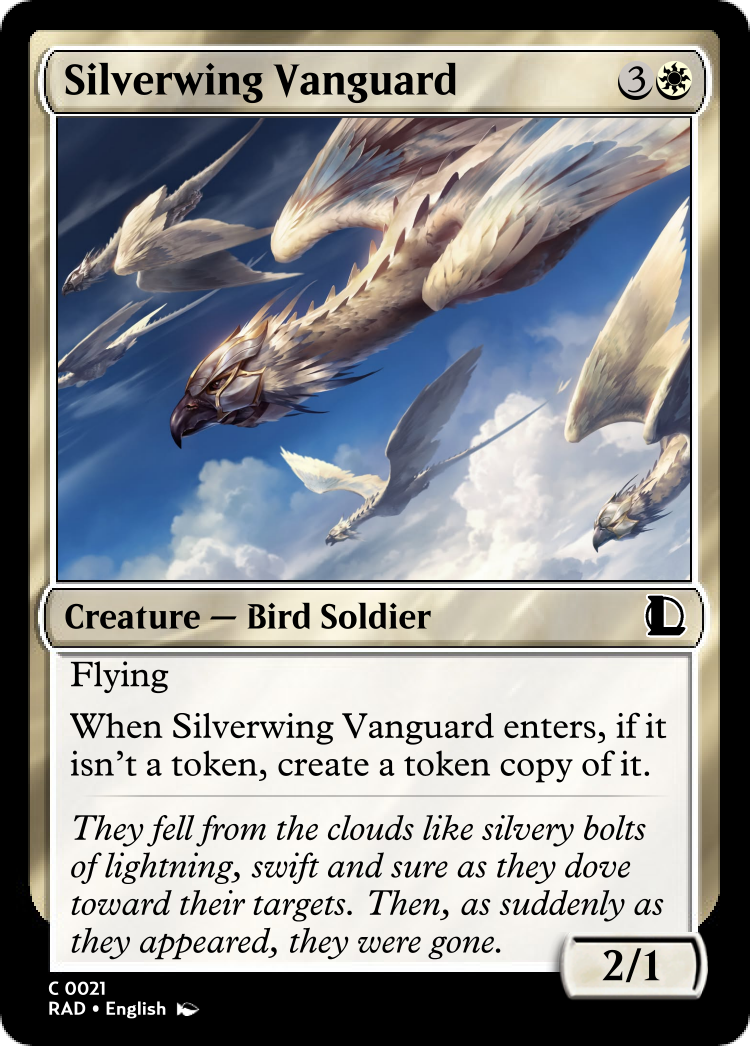 Silverwing Vanguard 3
Creature — Bird Soldier
Flying
When Silverwing Vanguard enters, if it
isn't a token, create a token copy of it.
They fell from the clouds like silvery bolts
of lightning, swift and sure as they dove
toward their targets. Then, as suddenly as
they appeared, they were gone.
2/1
C 0021
RAD • English